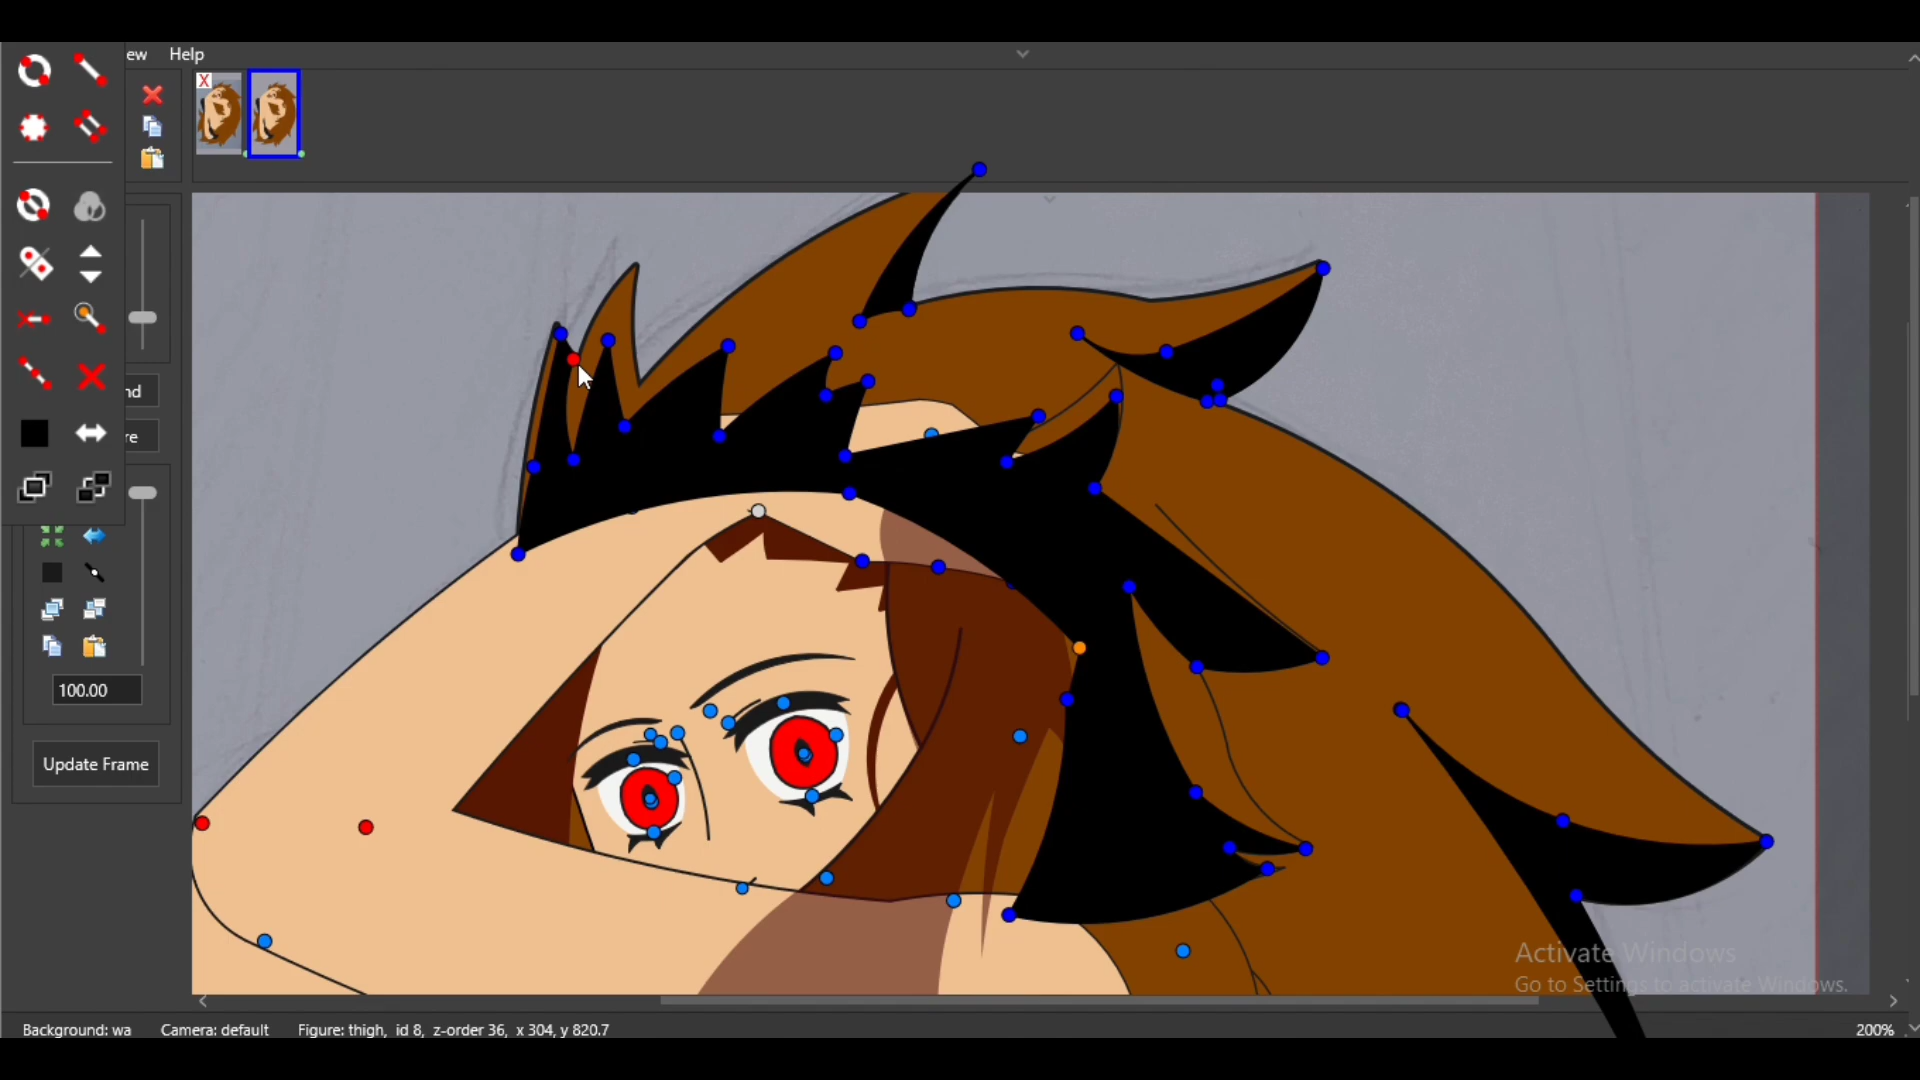 ew Help
X
nd
re
100.00
Update Frame
Activate Windows
Go to Settings to activate Windows.
Background: wa Camera: default Figure: thigh, id 8, z-order 36, x 304, y 820.7
200%